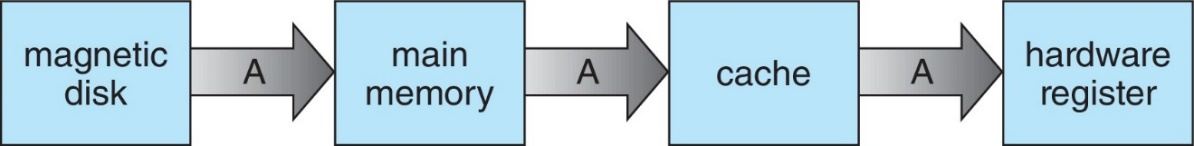 magnetic
disk
A
main
memory
A
cache
A
hardware
register